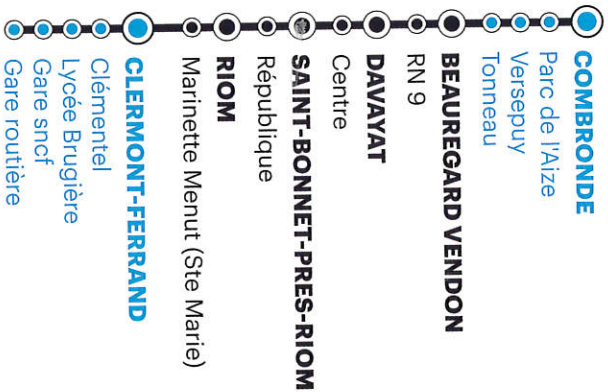 COMBRONDE
Parc de l'Aize
Versepuy
Tonneau
BEAUREGARD VENDON
RN 9
DAVAYAT
Centre
SAINT-BONNET-PRES-RIOM
République
RIOM
Marinette Menut (Ste Marie)
CLERMONT-FERRAND
Clémentel
Lycée Brugière
Gare sncf
Gare routière